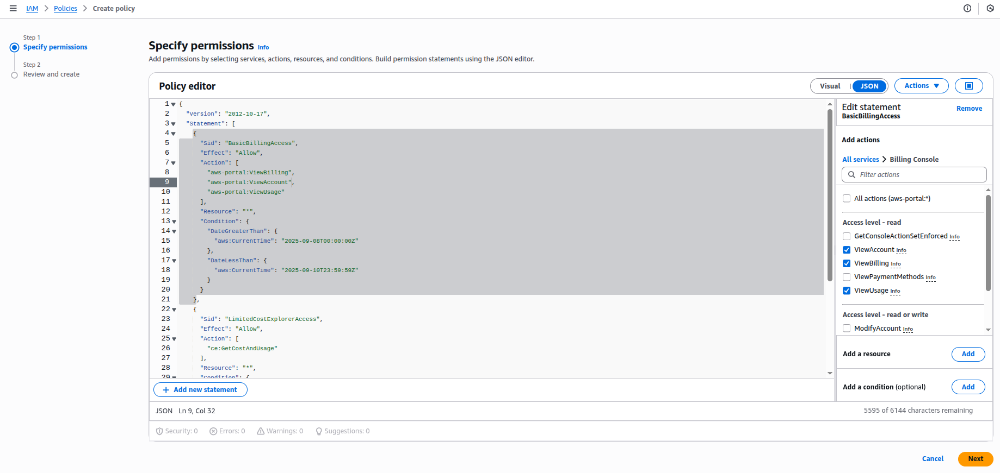 IAM > Policies > Create policy
Step 1
Specify permissions
Step 2
Review and create
Specify permissions Info
Add permissions by selecting services, actions, resources, and conditions. Build permission statements using the JSON editor.
Policy editor
Visual | JSON
Actions
1 {
2 "Version": "2012-10-17",
3 "Statement": [
4 {
5 "Sid": "BasicBillingAccess",
6 "Effect": "Allow",
7 "Action": [
8 "aws-portal:ViewBilling",
9 "aws-portal:ViewAccount",
10 "aws-portal:ViewUsage"
11 ],
12 "Resource": "*",
13 "Condition": {
14 "DateGreaterThan": {
15 "aws:CurrentTime": "2025-09-08T00:00:00Z"
16 },
17 "DateLessThan": {
18 "aws:CurrentTime": "2025-09-10T23:59:59Z"
19 }
20 }
21 },
22 {
23 "Sid": "LimitedCostExplorerAccess",
24 "Effect": "Allow",
25 "Action": [
26 "ce:GetCostAndUsage"
27 ],
28 "Resource": "*",
29 "Condition": {
+ Add new statement
Edit statement
BasicBillingAccess
Remove
Add actions
All services > Billing Console
Filter actions
All actions (aws-portal:*)
Access level - read
GetConsoleActionSetEnforced Info
ViewAccount Info
ViewBilling Info
ViewPaymentMethods Info
ViewUsage Info
Access level - read or write
ModifyAccount Info
Add a resource
Add
Add a condition (optional)
Add
JSON Ln 9, Col 32
5595 of 6144 characters remaining
Security: 0
Errors: 0
Warnings: 0
Suggestions: 0
Cancel
Next